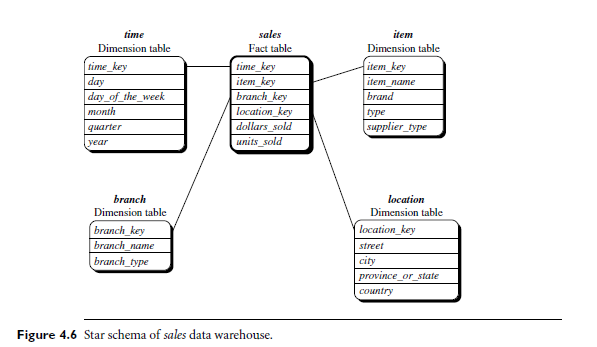 time
Dimension table
time_key
day
day_of_the_week
month
quarter
year
sales
Fact table
time_key
item_key
branch_key
location_key
dollars_sold
units_sold
item
Dimension table
item_key
item_name
brand
type
supplier_type
branch
Dimension table
branch_key
branch_name
branch_type
location
Dimension table
location_key
street
city
province_or_state
country
Figure 4.6 Star schema of sales data warehouse.